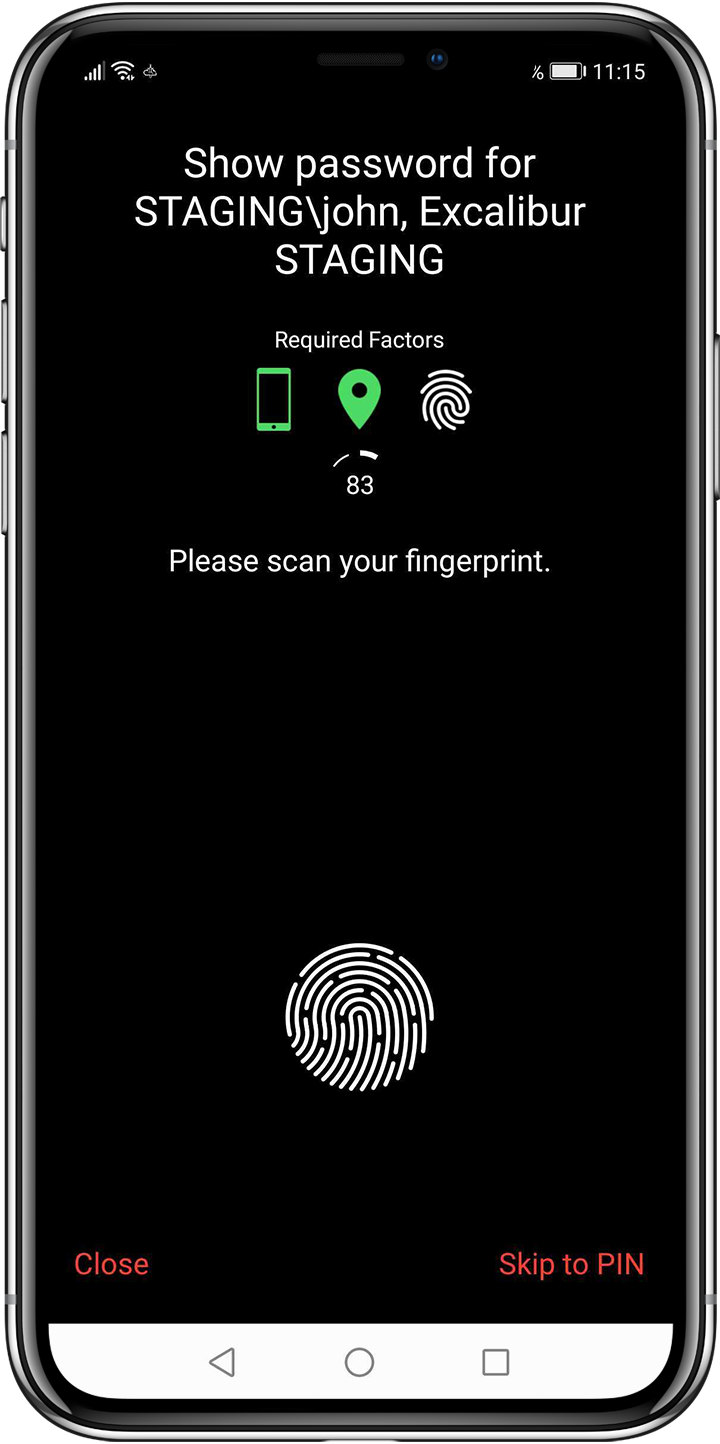 11:15
Show password for
STAGING\john, Excalibur
STAGING
Required Factors
83
Please scan your fingerprint.
Close
Skip to PIN